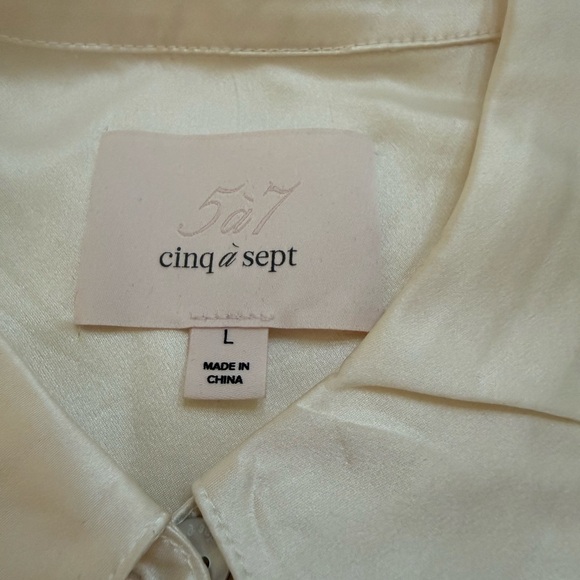 5à7
cinq à sept
L
MADE IN
CHINA